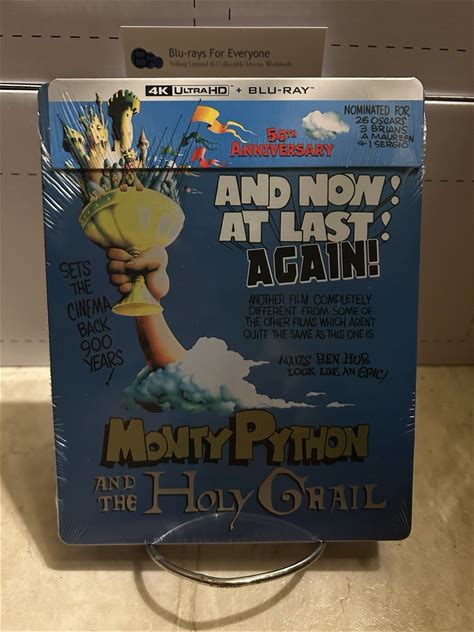 Blu-rays For Everyone
Selling Limited & Collectible Movies Worldwide
4K ULTRA HD + BLU-RAY
50TH
ANNIVERSARY
NOMINATED FOR
26 OSCARS
3 BRIANS
A MAUREEN
& 1 SERGIO
AND NOW!
AT LAST!
AGAIN!
SETS
THE
CINEMA
BACK
900
YEARS!
ANOTHER FILM COMPLETELY
DIFFERENT FROM SOME OF
THE OTHER FILMS WHICH AREN'T
QUITE THE SAME AS THIS ONE IS
MAKES BEN HUR
LOOK LIKE AN EPIC!
MONTY PYTHON
AND THE HOLY GRAIL